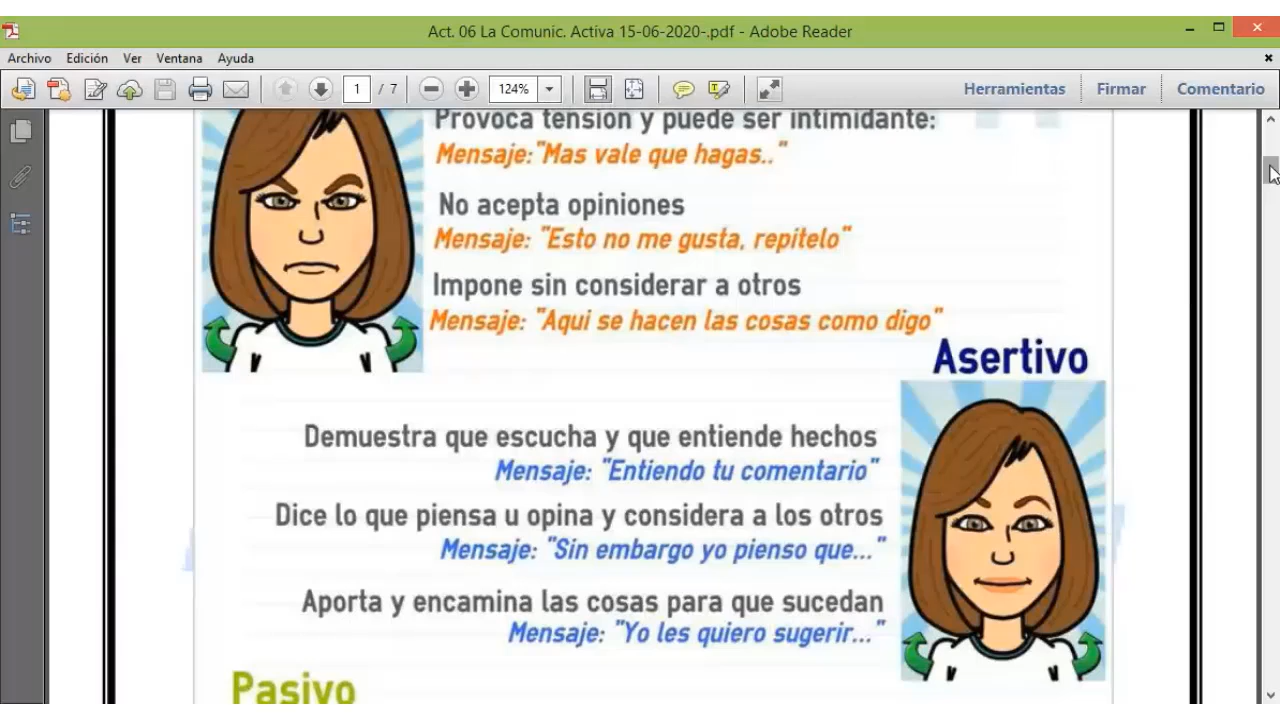 Act. 06 La Comunic. Activa 15-06-2020-.pdf - Adobe Reader
Archivo Edición Ver Ventana Ayuda
1 / 7 124% Herramientas Firmar Comentario
Provoca tensión y puede ser intimidante:
Mensaje:"Mas vale que hagas.."
No acepta opiniones
Mensaje: "Esto no me gusta, repitelo"
Impone sin considerar a otros
Mensaje: "Aqui se hacen las cosas como digo"
Asertivo
Demuestra que escucha y que entiende hechos
Mensaje: "Entiendo tu comentario"
Dice lo que piensa u opina y considera a los otros
Mensaje: "Sin embargo yo pienso que..."
Aporta y encamina las cosas para que sucedan
Mensaje: "Yo les quiero sugerir..."
Pasivo